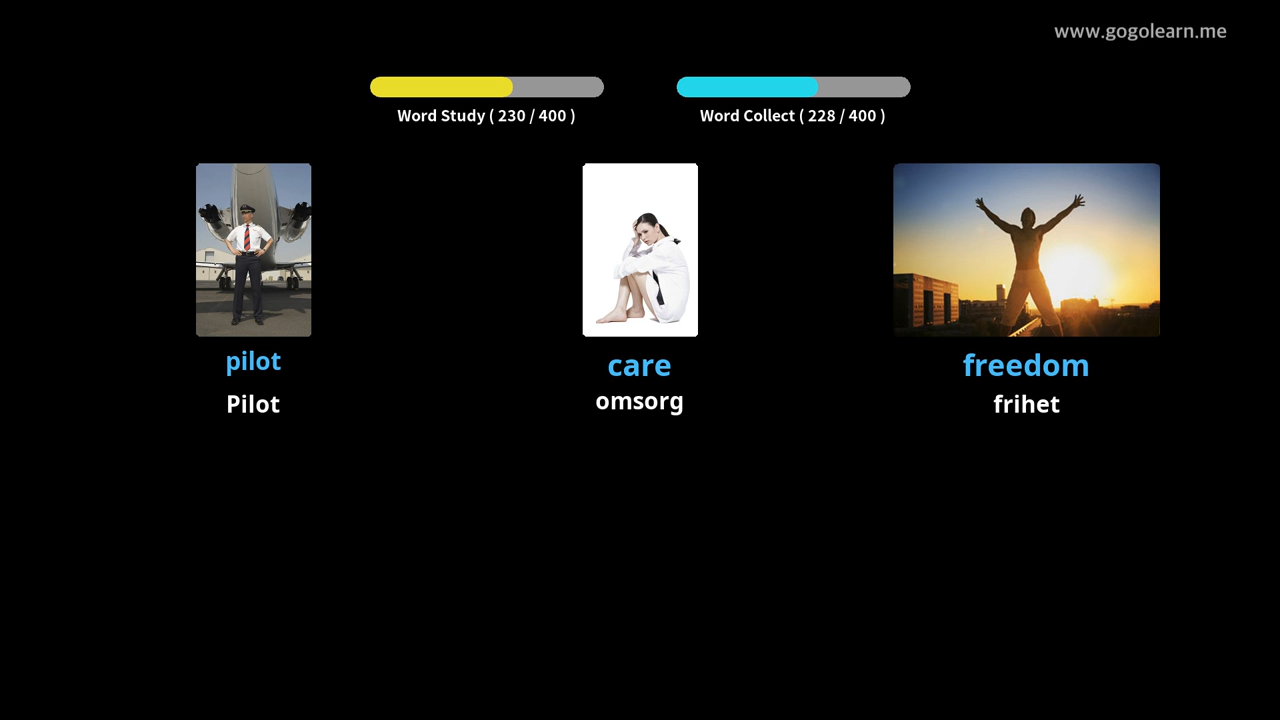 www.gogolearn.me
Word Study ( 230 / 400 )
Word Collect ( 228 / 400 )
pilot
Pilot
care
omsorg
freedom
frihet